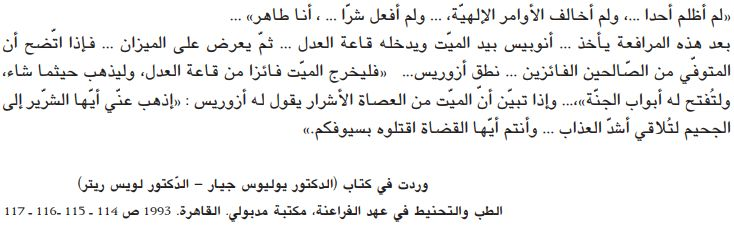 «لم أظلم أحدا ...، ولم أخالف الأوامر الإلهيّة، ... ولم أفعل شرّا ... ، أنا طاهر» ...
بعد هذه المرافعة يأخذ ... أنوبيس بيد الميّت ويدخله قاعة العدل ... ثمّ يعرض على الميزان ... فإذا اتّضح أن
المتوفّي من الصّالحين الفائزين ... نطق أزوريس... «فليخرج الميّت فائزا من قاعة العدل، وليذهب حيثما شاء،
ولتُفتح له أبواب الجنّة»،... وإذا تبيّن أنّ الميّت من العصاة الأشرار يقول له أزوريس : «إذهب عنّي أيّها الشرّير إلى
الجحيم لتُلاقي أشدّ العذاب ... وأنتم أيّها القضاة اقتلوه بسيوفكم.»
وردت في كتاب (الدكتور يوليوس جيار – الدّكتور لويس ريتر)
الطب والتحنيط في عهد الفراعنة، مكتبة مدبولي. القاهرة. 1993 ص 114 ـ 115 ـ116 ـ 117